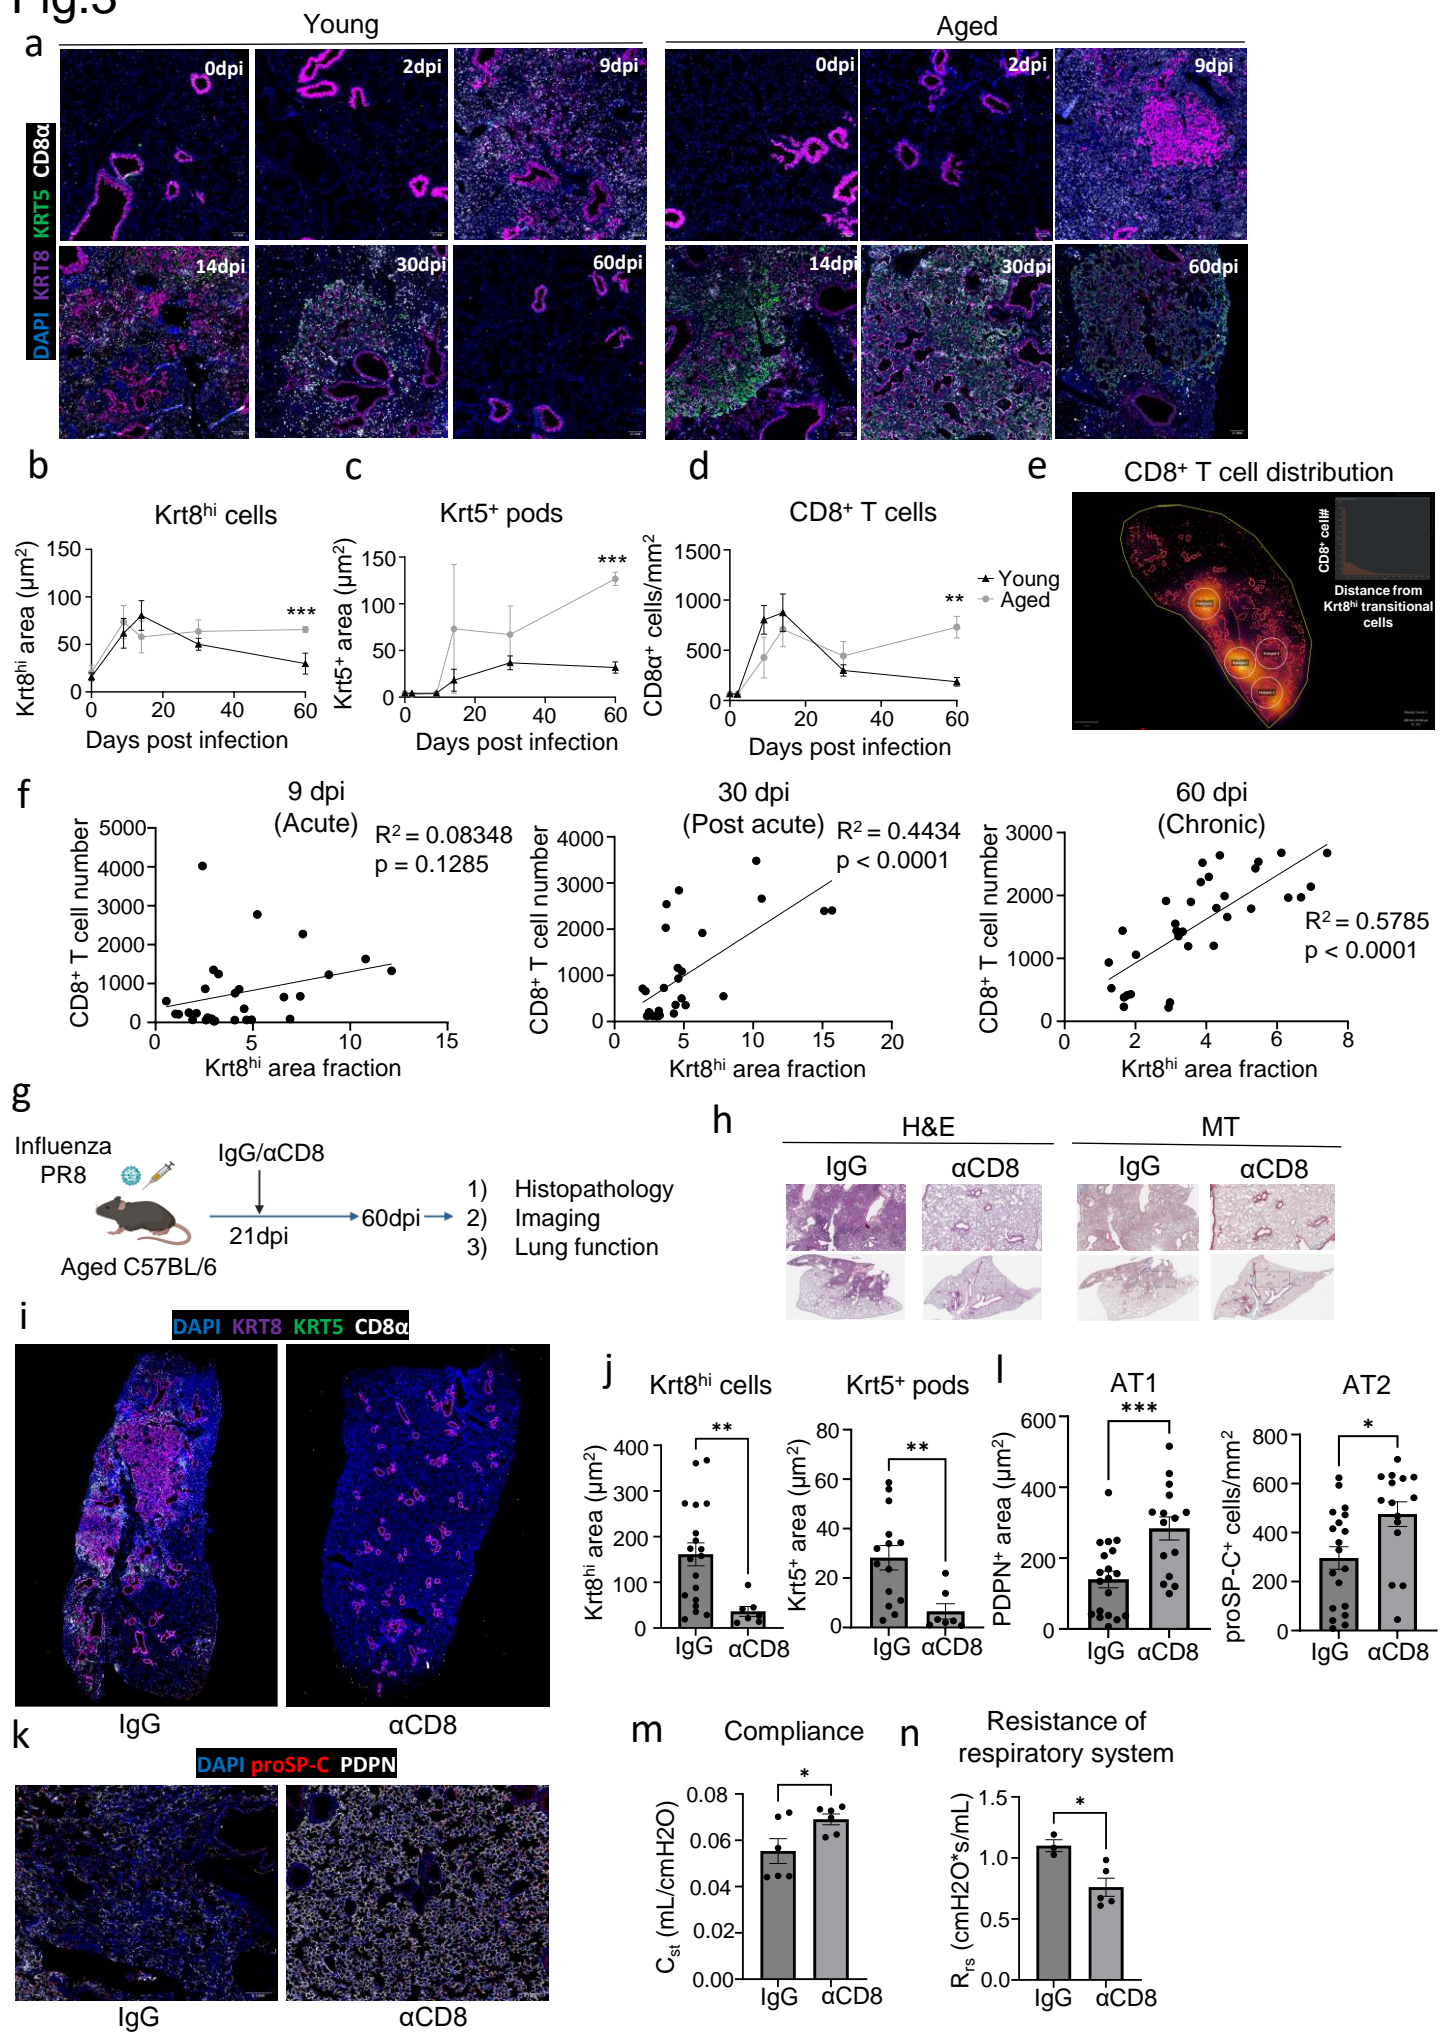 Fig.3
a
Young
Aged
DAPI KRT8 KRT5 CD8α
0dpi
2dpi
9dpi
0dpi
2dpi
9dpi
14dpi
30dpi
60dpi
14dpi
30dpi
60dpi
b
Krt8hi cells
Krt8hi area (μm2)
150
100
50
0
0
20
40
60
***
Days post infection
c
Krt5+ pods
Krt5+ area (μm2)
150
100
50
0
0
20
40
60
***
Days post infection
d
CD8+ T cells
CD8α+ cells/mm2
1500
1000
500
0
0
20
40
60
**
Days post infection
Young
Aged
e
CD8+ T cell distribution
CD8+ cell#
Distance from
Krt8hi transitional
cells
f
9 dpi
(Acute)
R2 = 0.08348
p = 0.1285
CD8+ T cell number
5000
4000
3000
2000
1000
0
0
5
10
15
Krt8hi area fraction
30 dpi
(Post acute)
R2 = 0.4434
p < 0.0001
CD8+ T cell number
4000
3000
2000
1000
0
0
5
10
15
20
Krt8hi area fraction
60 dpi
(Chronic)
R2 = 0.5785
p < 0.0001
CD8+ T cell number
3000
2000
1000
0
0
2
4
6
8
Krt8hi area fraction
g
Influenza
PR8
IgG/αCD8
21dpi
60dpi
Aged C57BL/6
1) Histopathology
2) Imaging
3) Lung function
h
H&E
MT
IgG
αCD8
IgG
αCD8
i
DAPI KRT8 KRT5 CD8α
IgG
αCD8
j
Krt8hi cells
Krt8hi area (μm2)
400
300
200
100
0
**
IgG
αCD8
Krt5+ pods
Krt5+ area (μm2)
80
60
40
20
0
**
IgG
αCD8
l
AT1
PDPN+ area (μm2)
600
400
200
0
***
IgG
αCD8
AT2
proSP-C+ cells/mm2
800
600
400
200
0
*
IgG
αCD8
k
DAPI proSP-C PDPN
IgG
αCD8
m
Compliance
Cst (mL/cmH2O)
0.08
0.06
0.04
0.02
0.00
*
IgG
αCD8
n
Resistance of
respiratory system
Rrs (cmH2O*s/mL)
1.5
1.0
0.5
0.0
*
IgG
αCD8